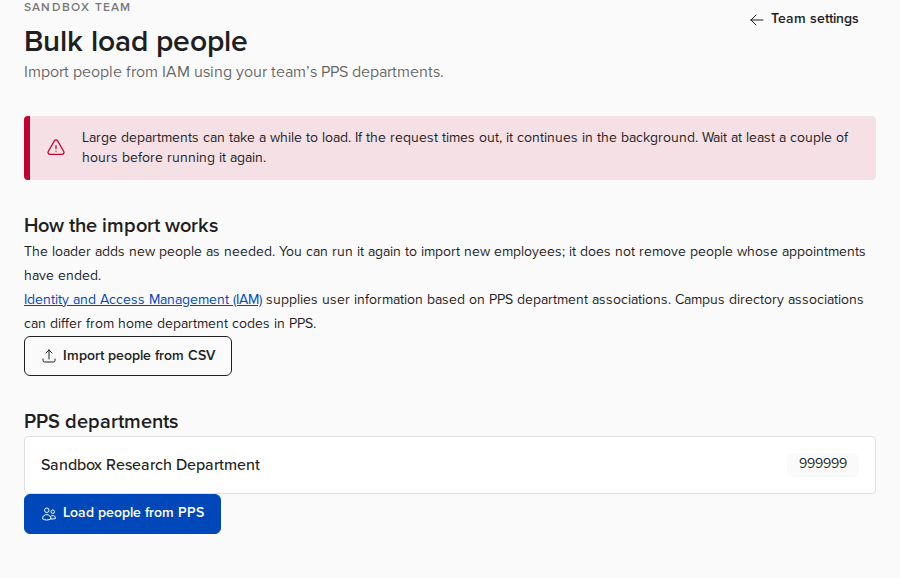 SANDBOX TEAM
Team settings
Bulk load people
Import people from IAM using your team's PPS departments.
Large departments can take a while to load. If the request times out, it continues in the background. Wait at least a couple of
hours before running it again.
How the import works
The loader adds new people as needed. You can run it again to import new employees; it does not remove people whose appointments
have ended.
Identity and Access Management (IAM) supplies user information based on PPS department associations. Campus directory associations
can differ from home department codes in PPS.
Import people from CSV
PPS departments
Sandbox Research Department 999999
Load people from PPS